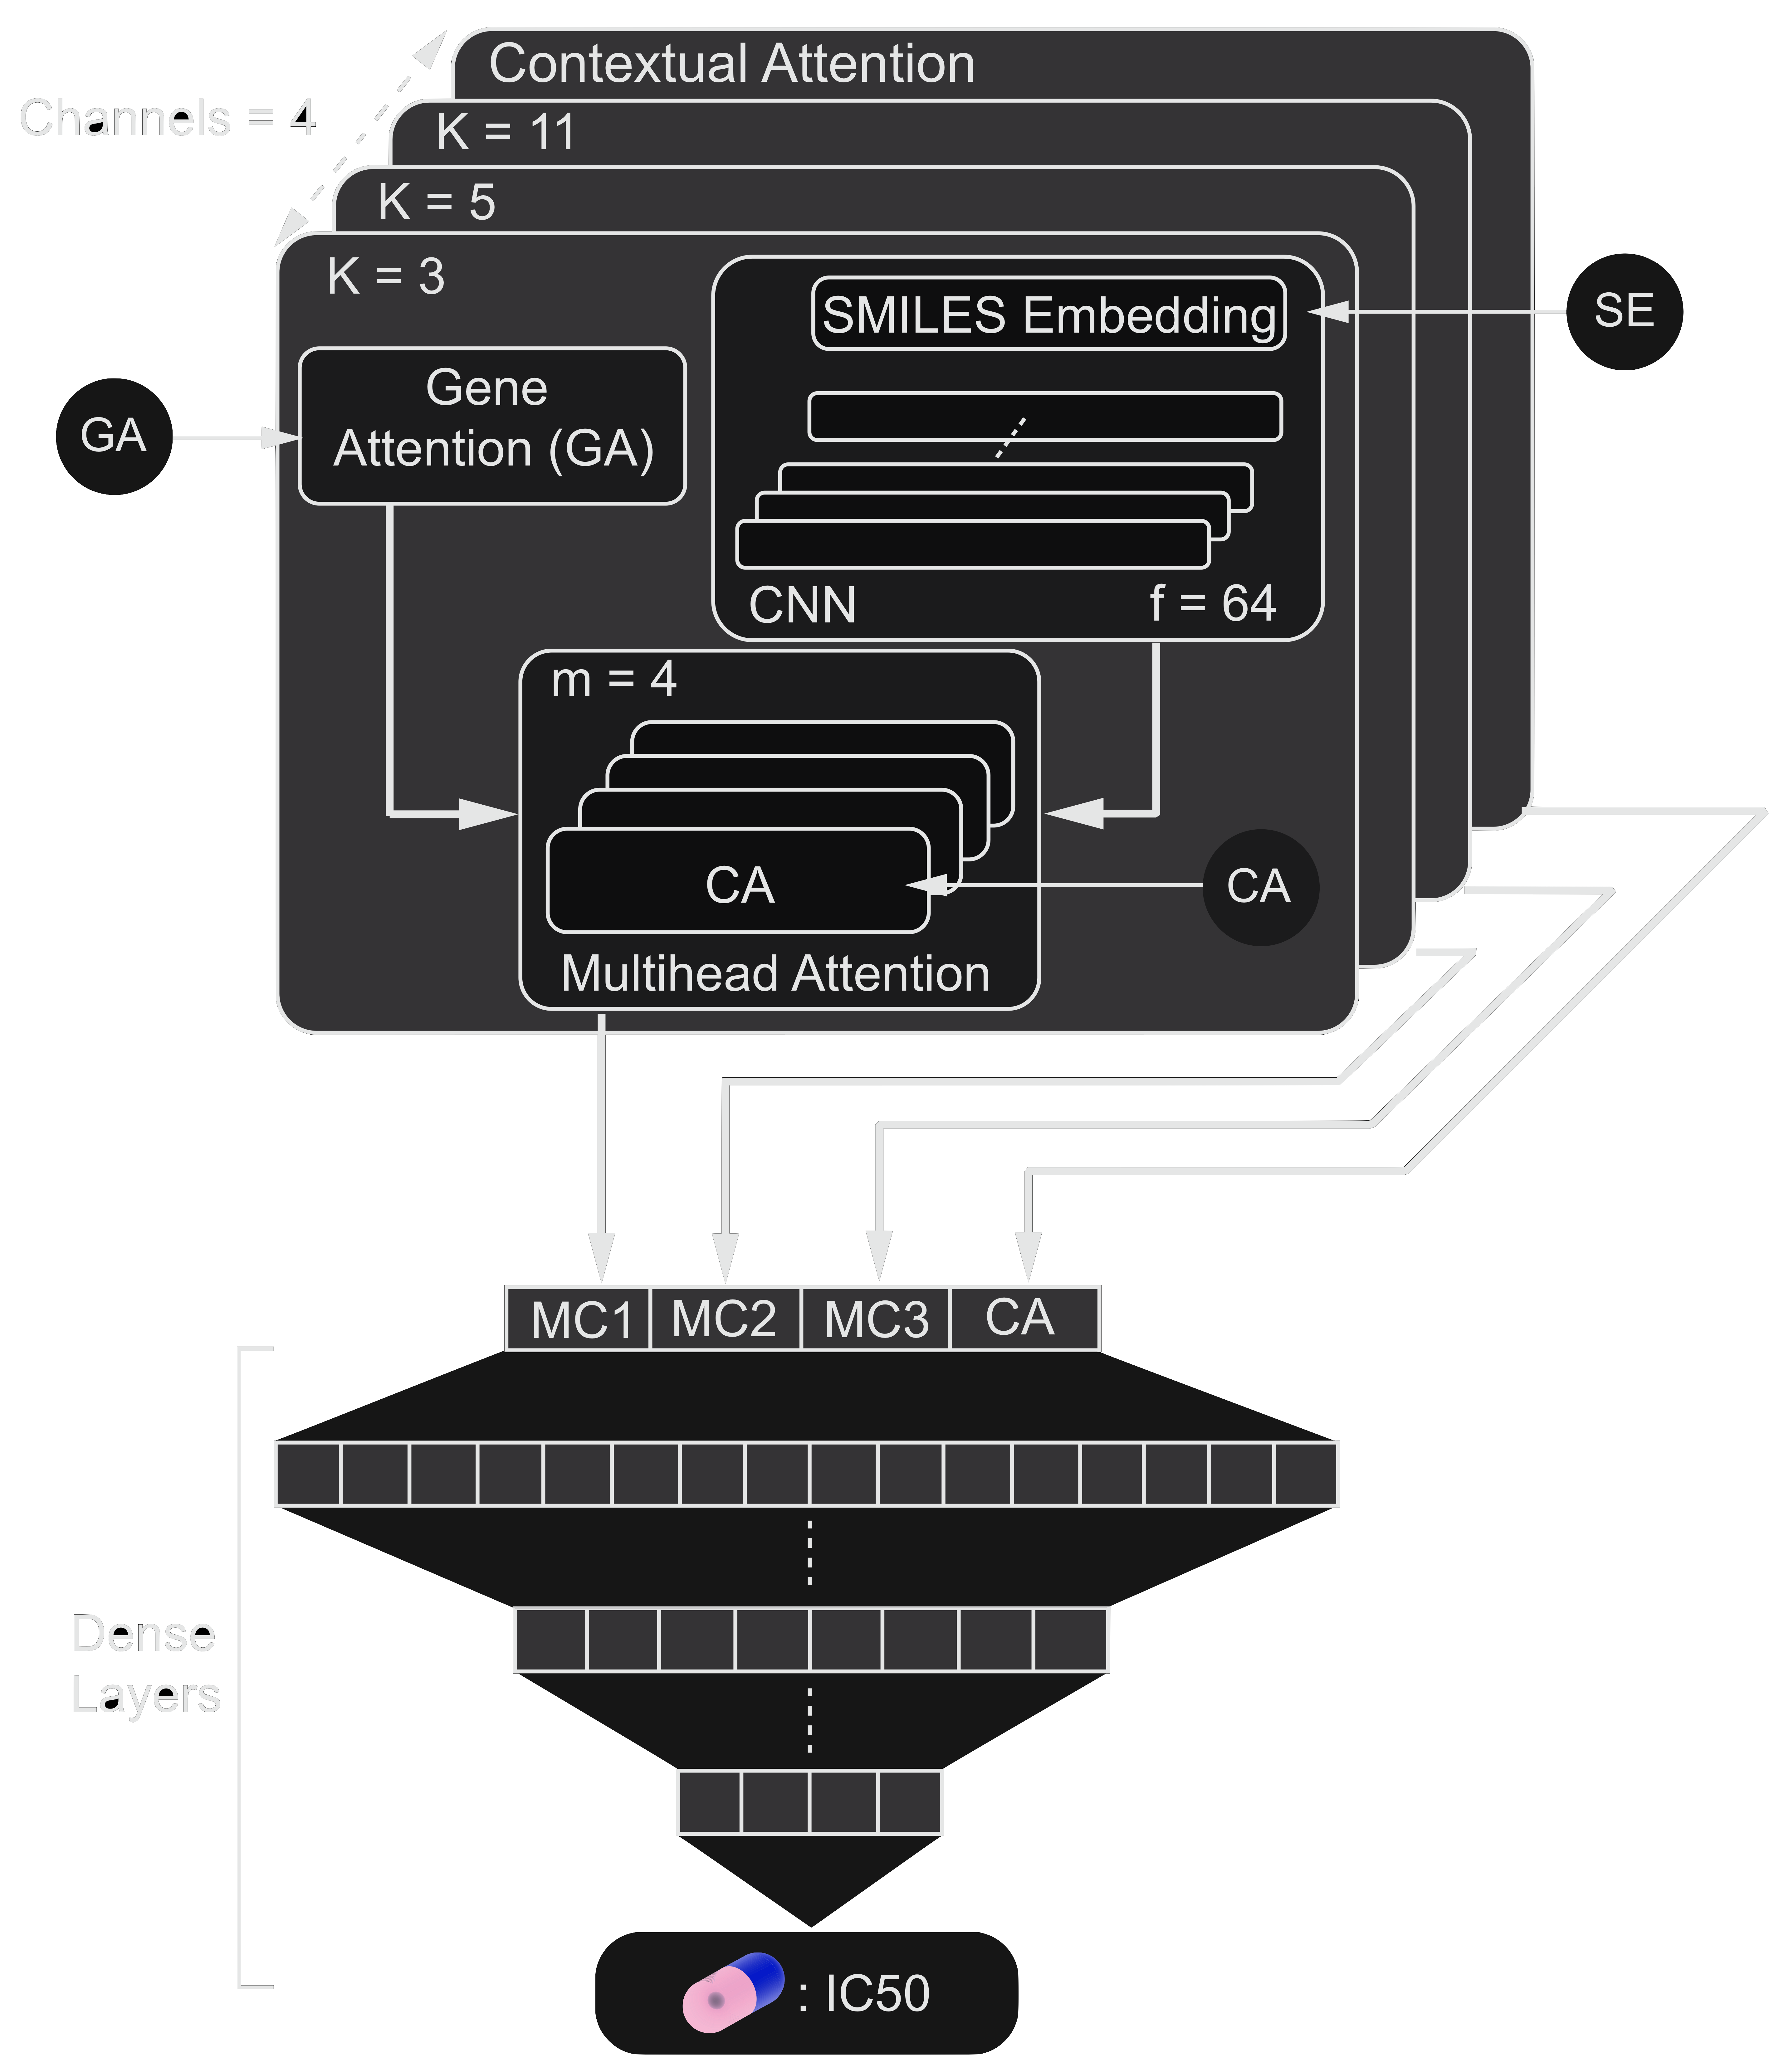 Contextual Attention
Channels = 4
K = 11
K = 5
K = 3
SMILES Embedding
SE
Gene
Attention (GA)
GA
CNN
f = 64
m = 4
CA
CA
Multihead Attention
MC1
MC2
MC3
CA
Dense
Layers
: IC50